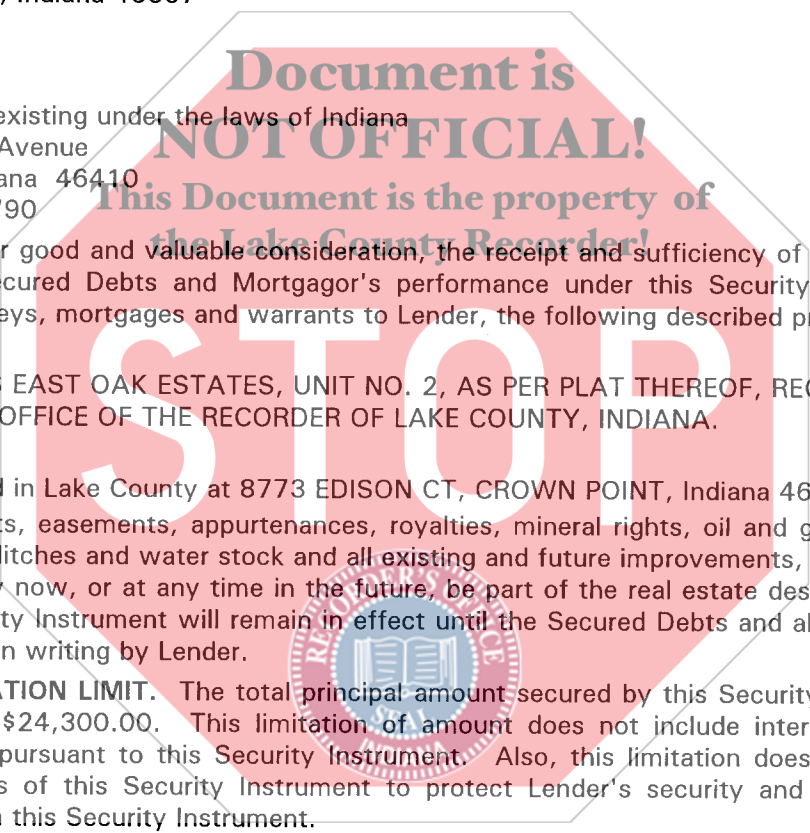 Document is
existing under the laws of Indiana
NOT OFFICIAL!
Avenue
46410
This Document is the property of
r good and valuable consideration, the receipt and sufficiency of
the Lake County Recorder!
cured Debts and Mortgagor's performance under this Security
eys, mortgages and warrants to Lender, the following described
STOP
EAST OAK ESTATES, UNIT NO. 2, AS PER PLAT THEREOF,
OFFICE OF THE RECORDER OF LAKE COUNTY, INDIANA.
in Lake County at 8773 EDISON CT, CROWN POINT, Indiana 46
ts, easements, appurtenances, royalties, mineral rights, oil and g
ditches and water stock and all existing and future improvements,
now, or at any time in the future, be part of the real estate des
ty Instrument will remain in effect until the Secured Debts and al
n writing by Lender.
RECORDER'S OFFICE
SEAL
INDIANA
ATION LIMIT. The total principal amount secured by this Security
$24,300.00. This limitation of amount does not include inter
pursuant to this Security Instrument. Also, this limitation does
s of this Security Instrument to protect Lender's security and
this Security Instrument.